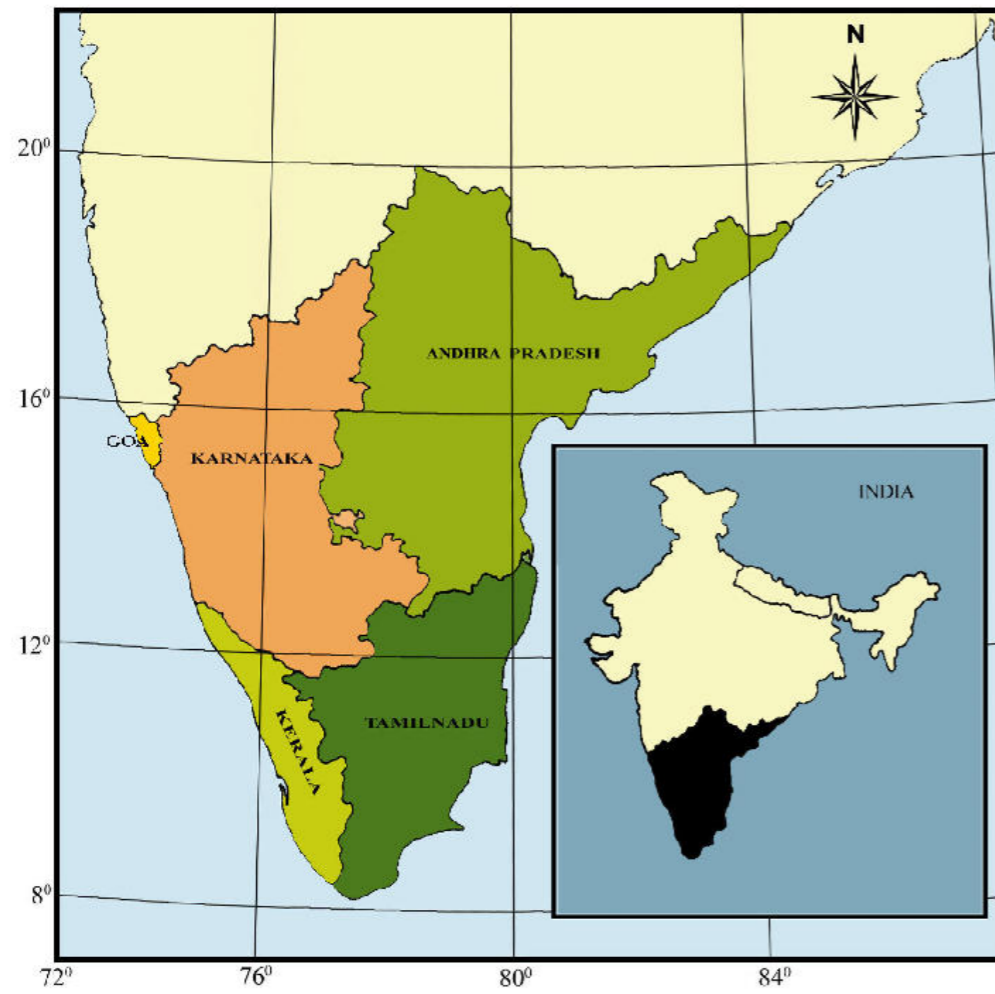 N
20⁰
ANDHRA PRADESH
16⁰
GOA
KARNATAKA
INDIA
12⁰
TAMILNADU
KERALA
8⁰
72⁰
76⁰
80⁰
84⁰